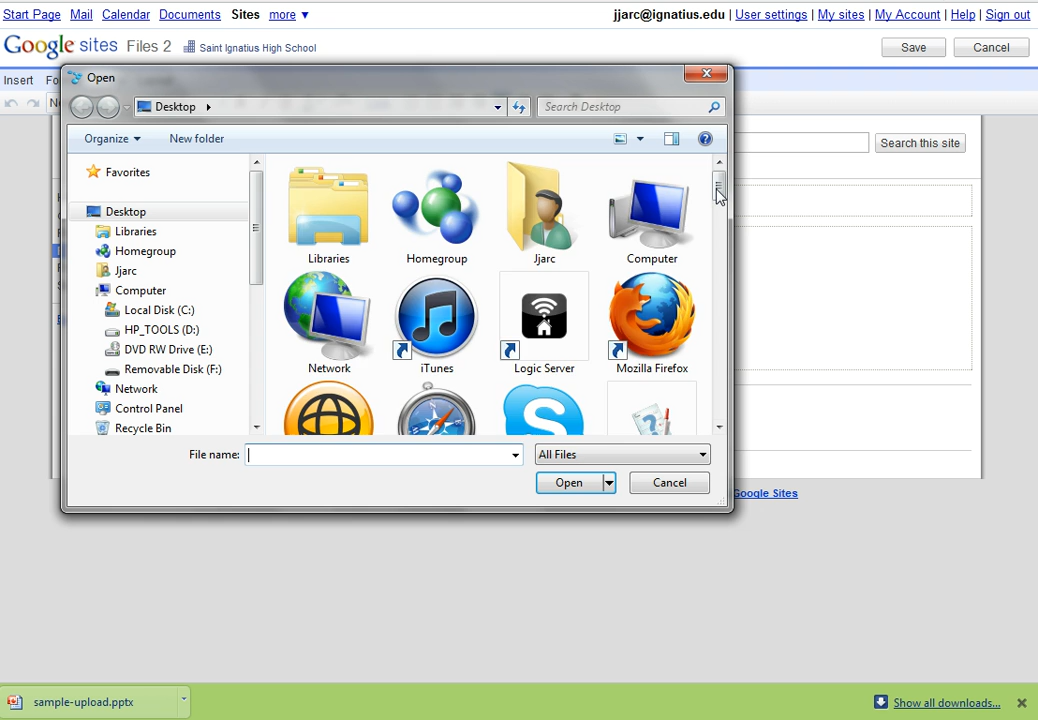 Start Page Mail Calendar Documents Sites more ▼
jjarc@ignatius.edu | User settings | My sites | My Account | Help | Sign out
Google sites Files 2 Saint Ignatius High School
Save Cancel
Insert
Open
Desktop
Search Desktop
Organize New folder
Search this site
Favorites
Desktop
Libraries
Homegroup
Jjarc
Computer
Local Disk (C:)
HP_TOOLS (D:)
DVD RW Drive (E:)
Removable Disk (F:)
Network
Control Panel
Recycle Bin
Libraries Homegroup Jjarc Computer
Network iTunes Logic Server Mozilla Firefox
File name: All Files
Open Cancel
Google Sites
sample-upload.pptx
Show all downloads...